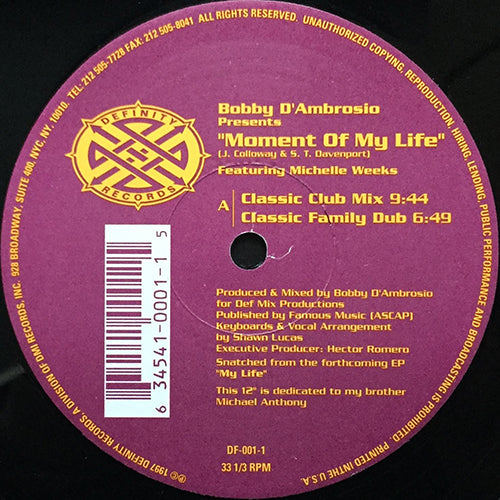 Bobby D'Ambrosio
Presents
"Moment Of My Life"
(J. Colloway & S. T. Davenport)
Featuring Michelle Weeks
A
Classic Club Mix 9:44
Classic Family Dub 6:49
DEFINITY
RECORDS
6 34541-0001-1 5
Produced & Mixed by Bobby D'Ambrosio
for Def Mix Productions
Published by Famous Music (ASCAP)
Keyboards & Vocal Arrangement
by Shawn Lucas
Executive Producer: Hector Romero
Snatched from the forthcoming EP
"My Life"
This 12" is dedicated to my brother
Michael Anthony
DF-001-1
33 1/3 RPM
℗© 1997 DEFINITY RECORDS A DIVISION OF DMI RECORDS, INC. 928 BROADWAY, SUITE 400, NYC, NY, 10010. TEL: 212 505-7728 FAX: 212 505-8041 ALL RIGHTS RESERVED. UNAUTHORIZED COPYING, REPRODUCTION, HIRING, LENDING, PUBLIC PERFORMANCE AND BROADCASTING IS PROHIBITED. PRINTED INTHE U.S.A.